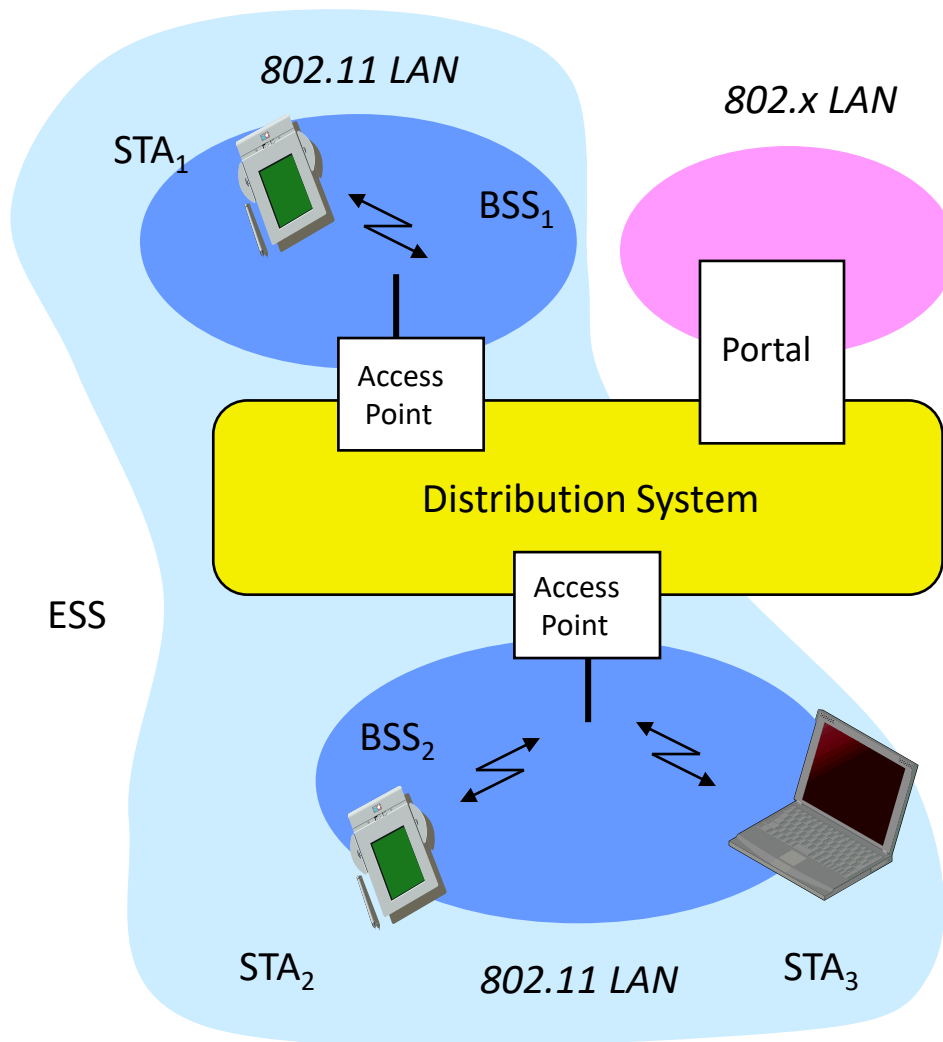 802.11 LAN
802.x LAN
STA₁
BSS₁
Portal
Access
Point
Distribution System
Access
Point
ESS
BSS₂
STA₂
802.11 LAN
STA₃